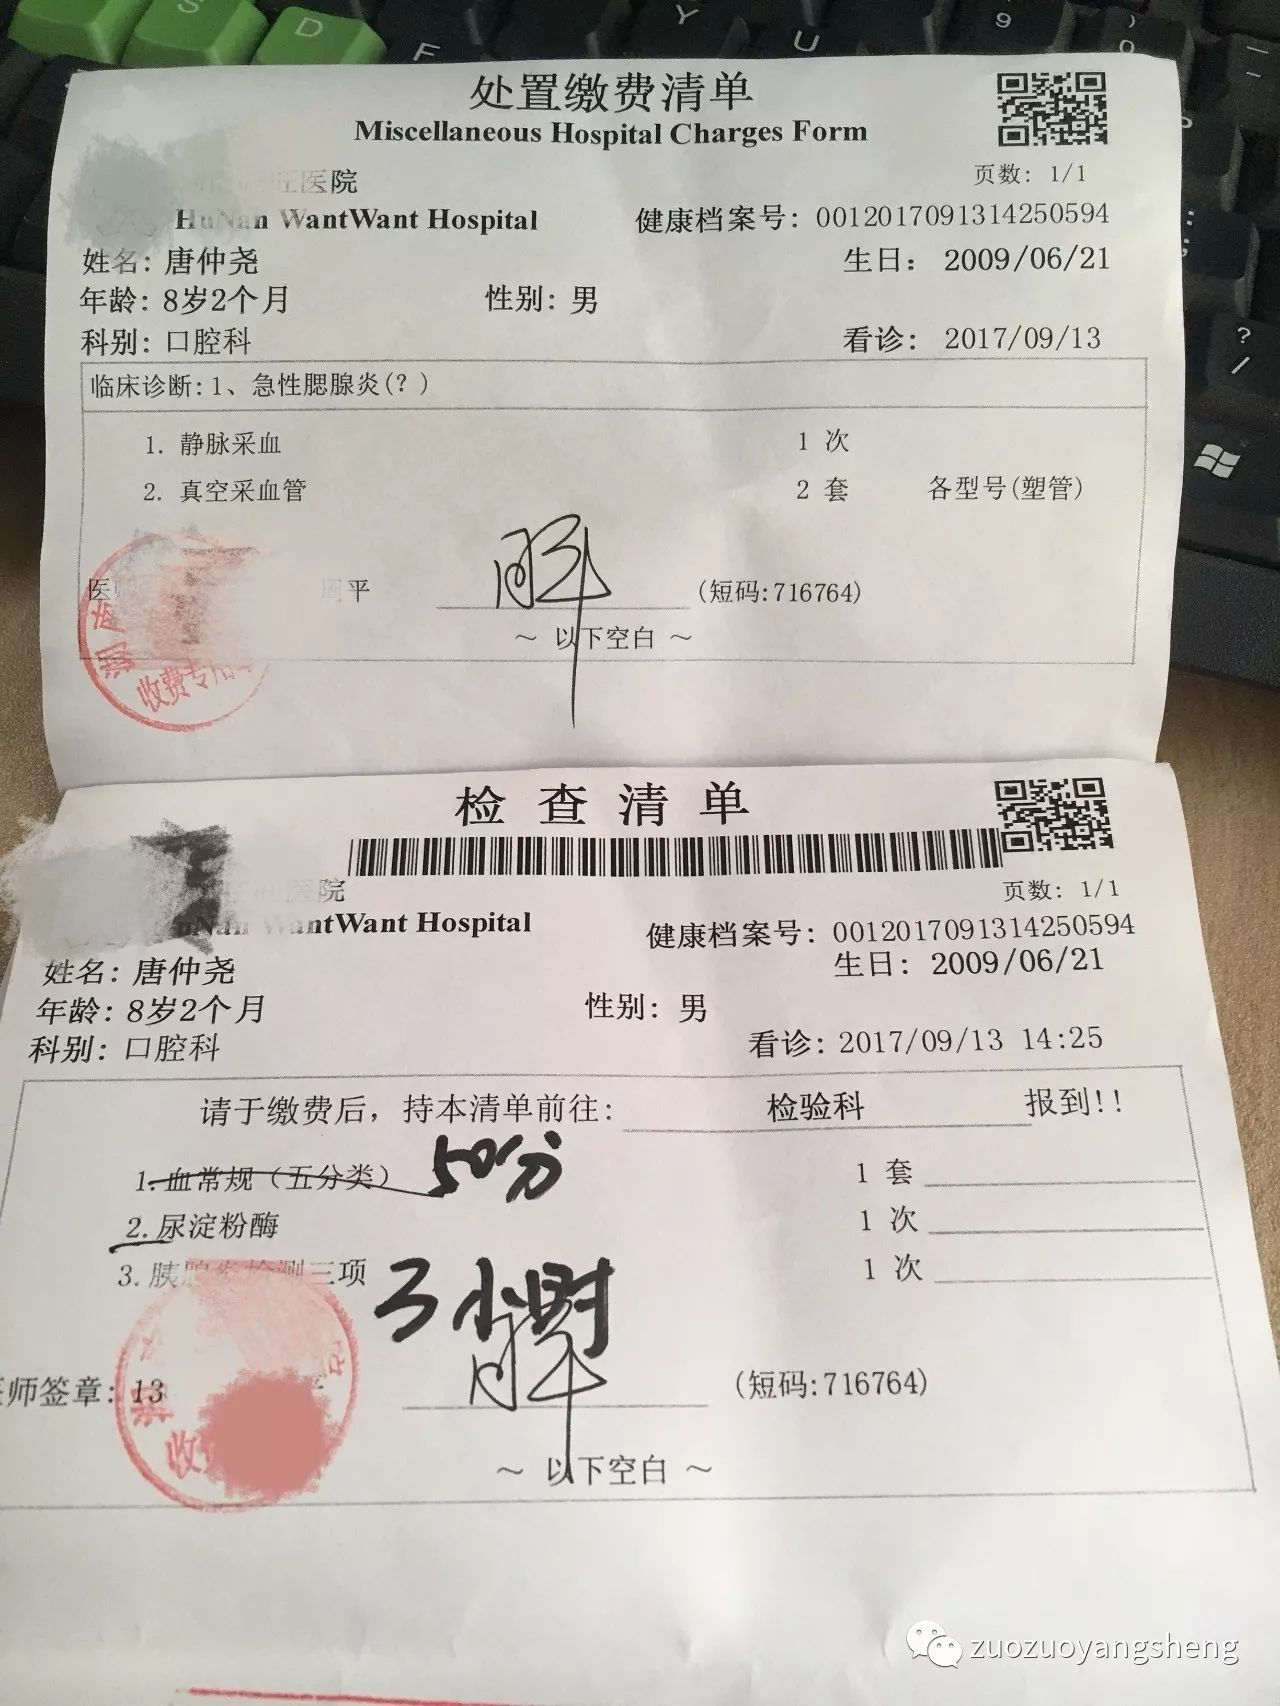 S
D
F
Y
U
9
)
0
P
?
/
处置缴费清单
Miscellaneous Hospital Charges Form
页数: 1/1
医院
HuNan WantWant Hospital
健康档案号: 0012017091314250594
姓名: 唐仲尧
生日: 2009/06/21
年龄: 8岁2个月 性别: 男
科别: 口腔科 看诊: 2017/09/13
临床诊断:1、急性腮腺炎(?)
1. 静脉采血 1 次
2. 真空采血管 2 套 各型号(塑管)
医 平 (短码:716764)
～ 以下空白 ～
收费专用
检查清单
医院
页数: 1/1
HuNan WantWant Hospital
健康档案号: 0012017091314250594
姓名: 唐仲尧
生日: 2009/06/21
年龄: 8岁2个月 性别: 男
科别: 口腔科 看诊: 2017/09/13 14:25
请于缴费后, 持本清单前往: 检验科 报到!!
1.血常规(五分类) 50分 1 套
2.尿淀粉酶 1 次
3.胰腺炎检测三项 3小时 1 次
医师签章: 13 (短码:716764)
收
～ 以下空白 ～
zuozuoyangsheng